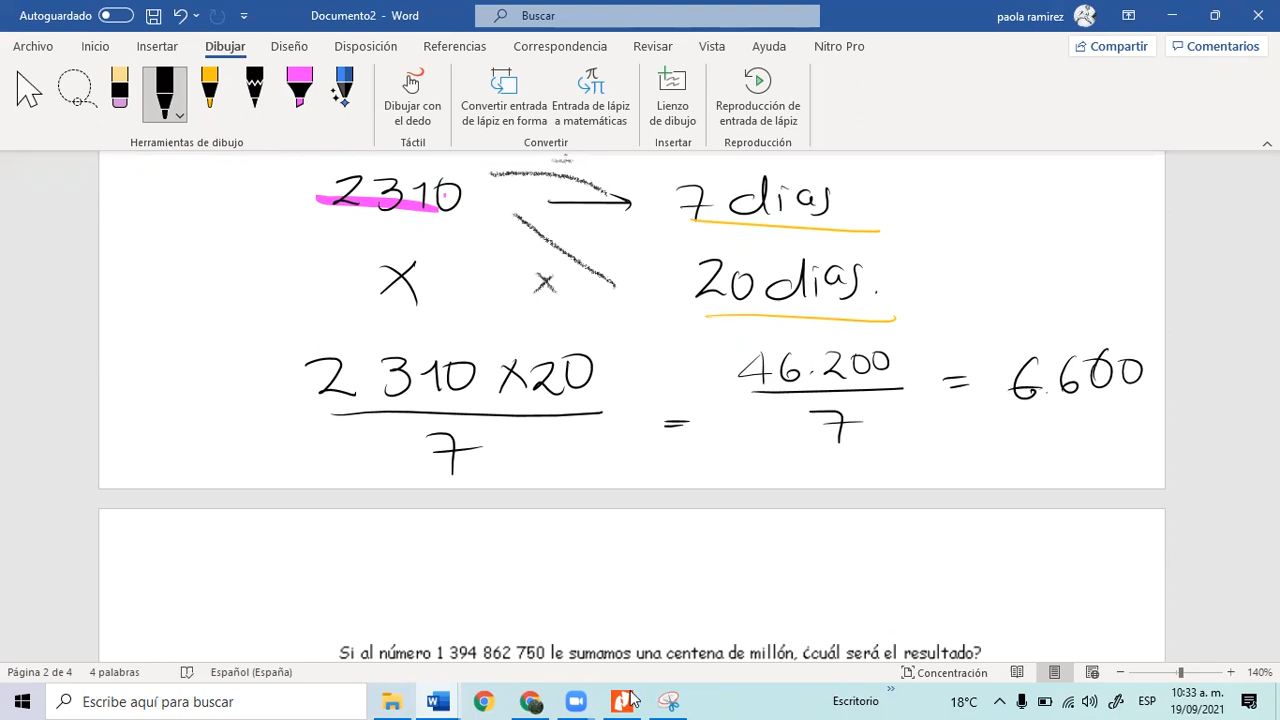 Autoguardado Documento2 - Word Buscar paola ramirez
Archivo Inicio Insertar Dibujar Diseño Disposición Referencias Correspondencia Revisar Vista Ayuda Nitro Pro Compartir Comentarios
Dibujar con el dedo
Convertir entrada de lápiz en forma
Entrada de lápiz a matemáticas
Lienzo de dibujo
Reproducción de entrada de lápiz
Herramientas de dibujo Táctil Convertir Insertar Reproducción
2310 7 dias
X x 20 dias.
2 310 x20 / 7 = 46.200 / 7 = 6.600
Si al número 1 394 862 750 le sumamos una centena de millón, ¿cuál será el resultado?
Página 2 de 4 4 palabras Español (España) Concentración 140%
Escribe aquí para buscar Escritorio » 18°C ESP 10:33 a. m.
19/09/2021